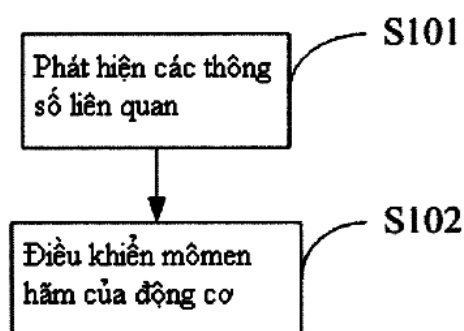 S101
Phát hiện các thông
số liên quan
S102
Điều khiển mômen
hãm của động cơ